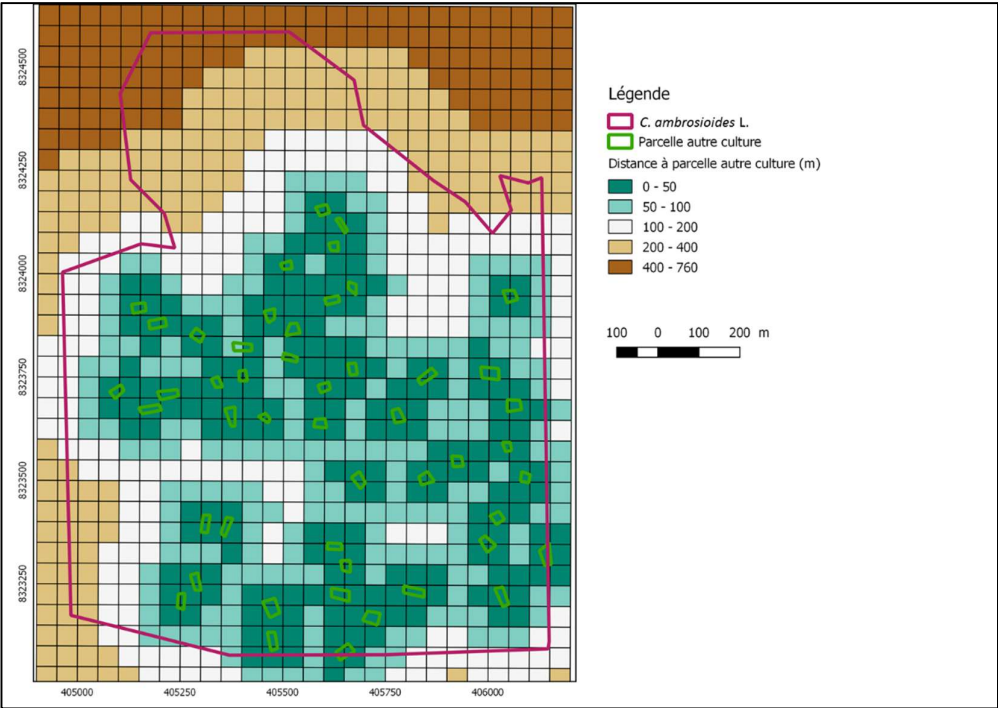 8324500
8324250
8324000
8323750
8323500
8323250
405000 405250 405500 405750 406000
Légende
C. ambrosioides L.
Parcelle autre culture
Distance à parcelle autre culture (m)
0 - 50
50 - 100
100 - 200
200 - 400
400 - 760
100 0 100 200 m